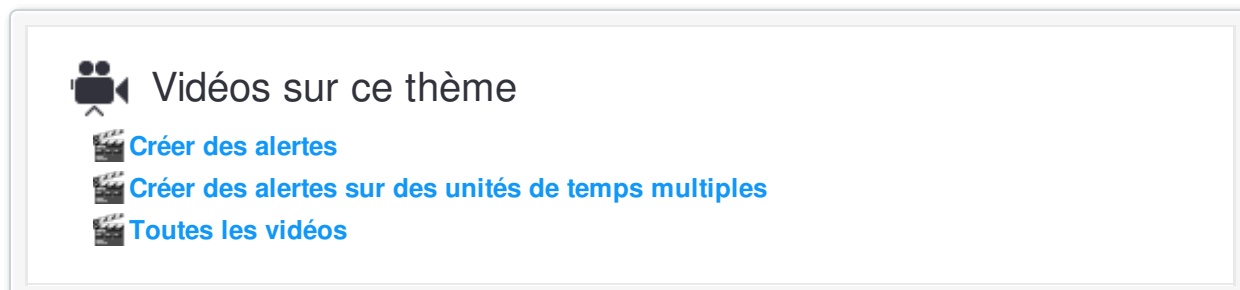 Vidéos sur ce thème
Créer des alertes
Créer des alertes sur des unités de temps multiples
Toutes les vidéos